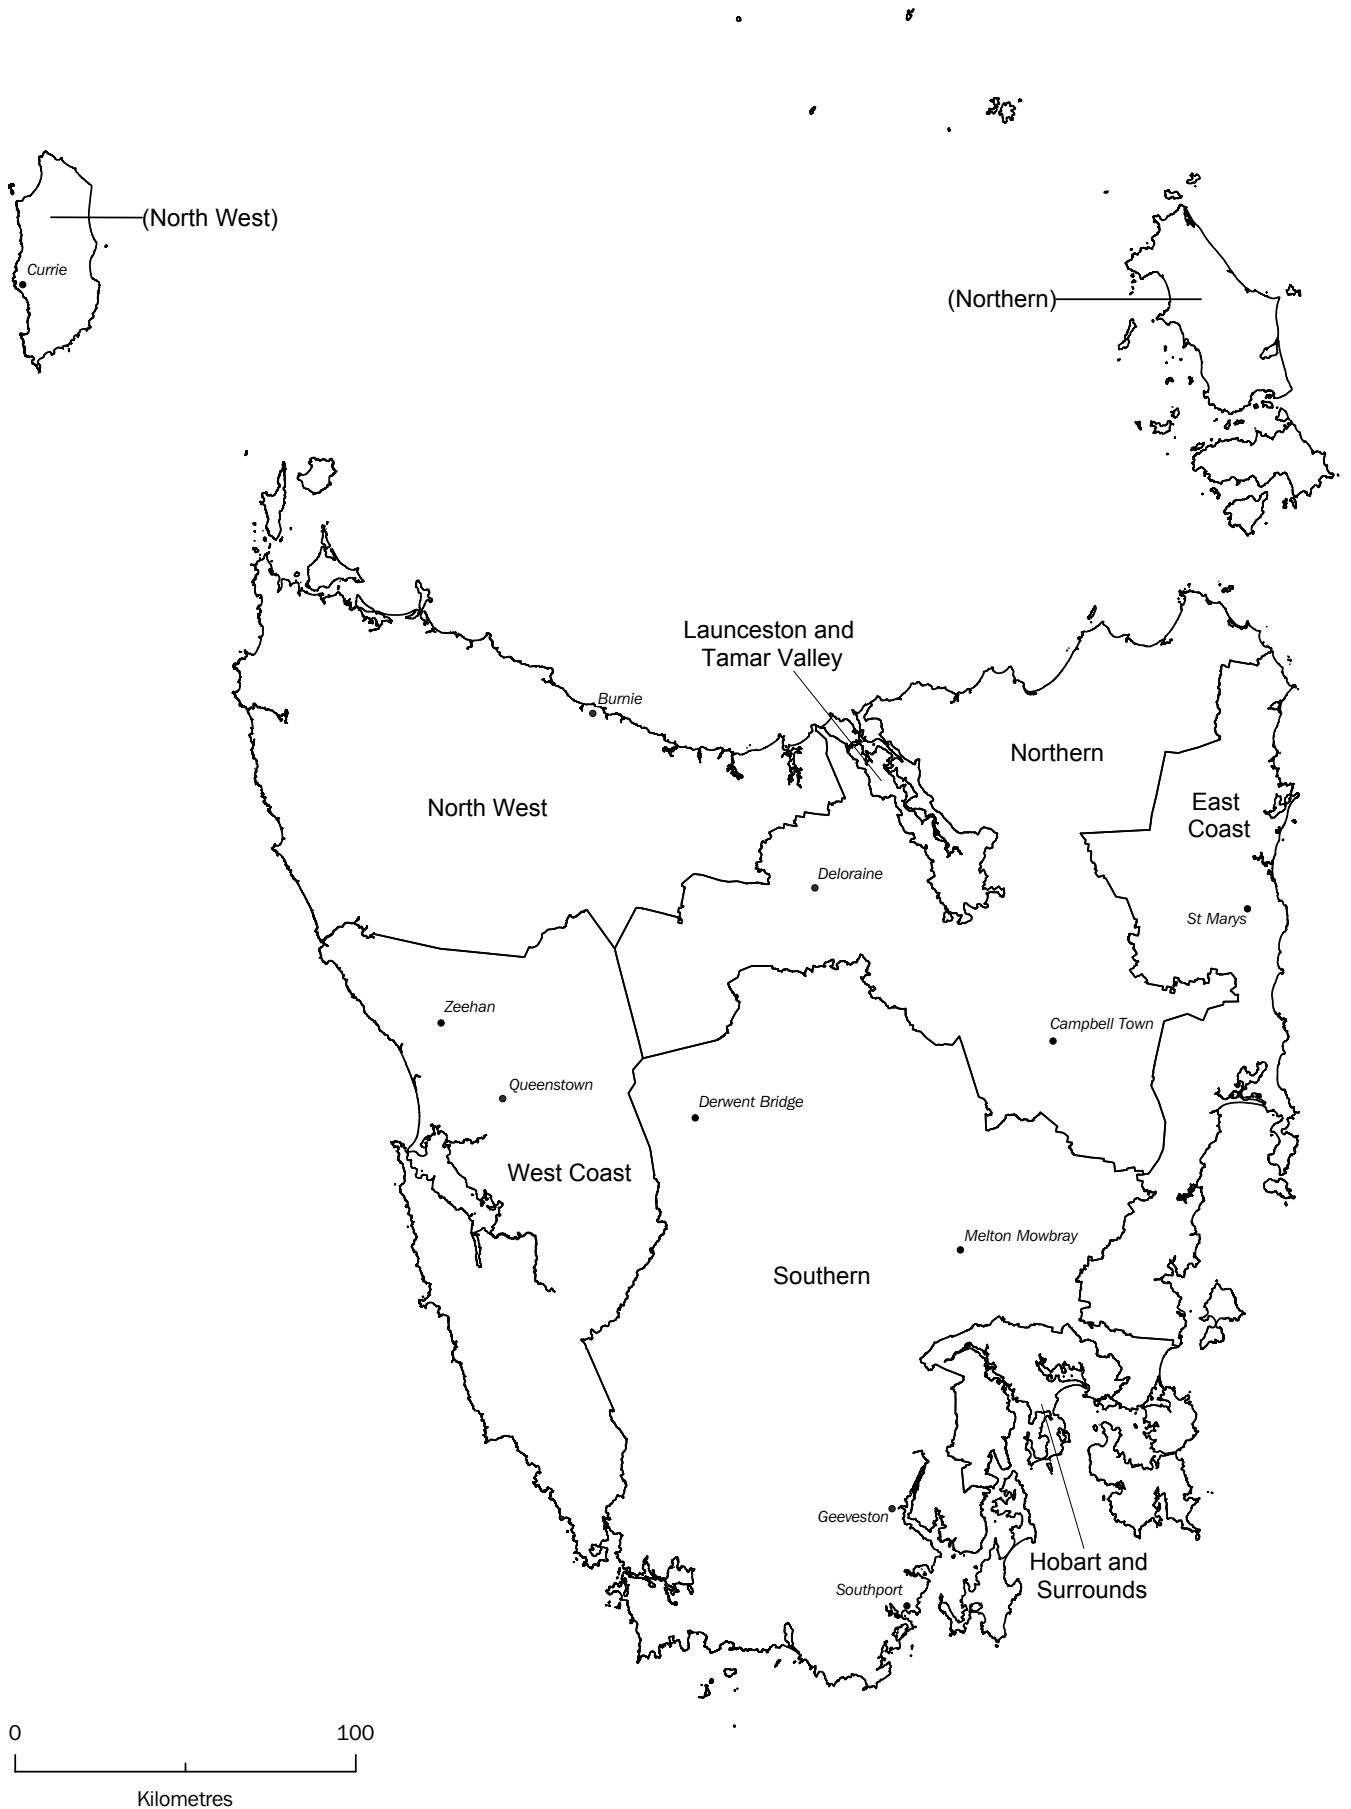 (North West)
Currie
(Northern)
Launceston and
Tamar Valley
Burnie
Northern
North West
East
Coast
Deloraine
St Marys
Zeehan
Campbell Town
Queenstown
Derwent Bridge
West Coast
Melton Mowbray
Southern
Geeveston
Hobart and
Surrounds
Southport
0 100
Kilometres